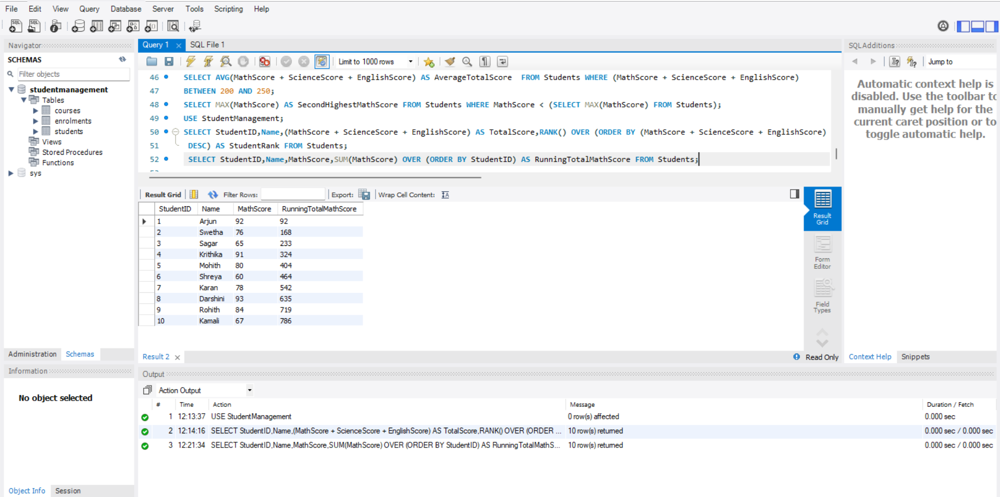 File Edit View Query Database Server Tools Scripting Help
Navigator
SCHEMAS
Filter objects
studentmanagement
Tables
courses
enrolments
students
Views
Stored Procedures
Functions
sys
Administration Schemas
Information
No object selected
Object Info Session
Query 1 SQL File 1
Limit to 1000 rows
46 SELECT AVG(MathScore + ScienceScore + EnglishScore) AS AverageTotalScore FROM Students WHERE (MathScore + ScienceScore + EnglishScore)
47 BETWEEN 200 AND 250;
48 SELECT MAX(MathScore) AS SecondHighestMathScore FROM Students WHERE MathScore < (SELECT MAX(MathScore) FROM Students);
49 USE StudentManagement;
50 SELECT StudentID,Name,(MathScore + ScienceScore + EnglishScore) AS TotalScore,RANK() OVER (ORDER BY (MathScore + ScienceScore + EnglishScore)
51 DESC) AS StudentRank FROM Students;
52 SELECT StudentID,Name,MathScore,SUM(MathScore) OVER (ORDER BY StudentID) AS RunningTotalMathScore FROM Students;
Result Grid Filter Rows: Export: Wrap Cell Content:
StudentID Name MathScore RunningTotalMathScore
1 Arjun 92 92
2 Swetha 76 168
3 Sagar 65 233
4 Krithika 91 324
5 Mohith 80 404
6 Shreya 60 464
7 Karan 78 542
8 Darshini 93 635
9 Rohith 84 719
10 Kamali 67 786
Result
Grid
Form
Editor
Field
Types
Result 2 Read Only
SQLAdditions
Jump to
Automatic context help is
disabled. Use the toolbar to
manually get help for the
current caret position or to
toggle automatic help.
Context Help Snippets
Output
Action Output
# Time Action Message Duration / Fetch
1 12:13:37 USE StudentManagement 0 row(s) affected 0.000 sec
2 12:14:16 SELECT StudentID,Name,(MathScore + ScienceScore + EnglishScore) AS TotalScore,RANK() OVER (ORDER ... 10 row(s) returned 0.000 sec / 0.000 sec
3 12:21:34 SELECT StudentID,Name,MathScore,SUM(MathScore) OVER (ORDER BY StudentID) AS RunningTotalMathS... 10 row(s) returned 0.000 sec / 0.000 sec